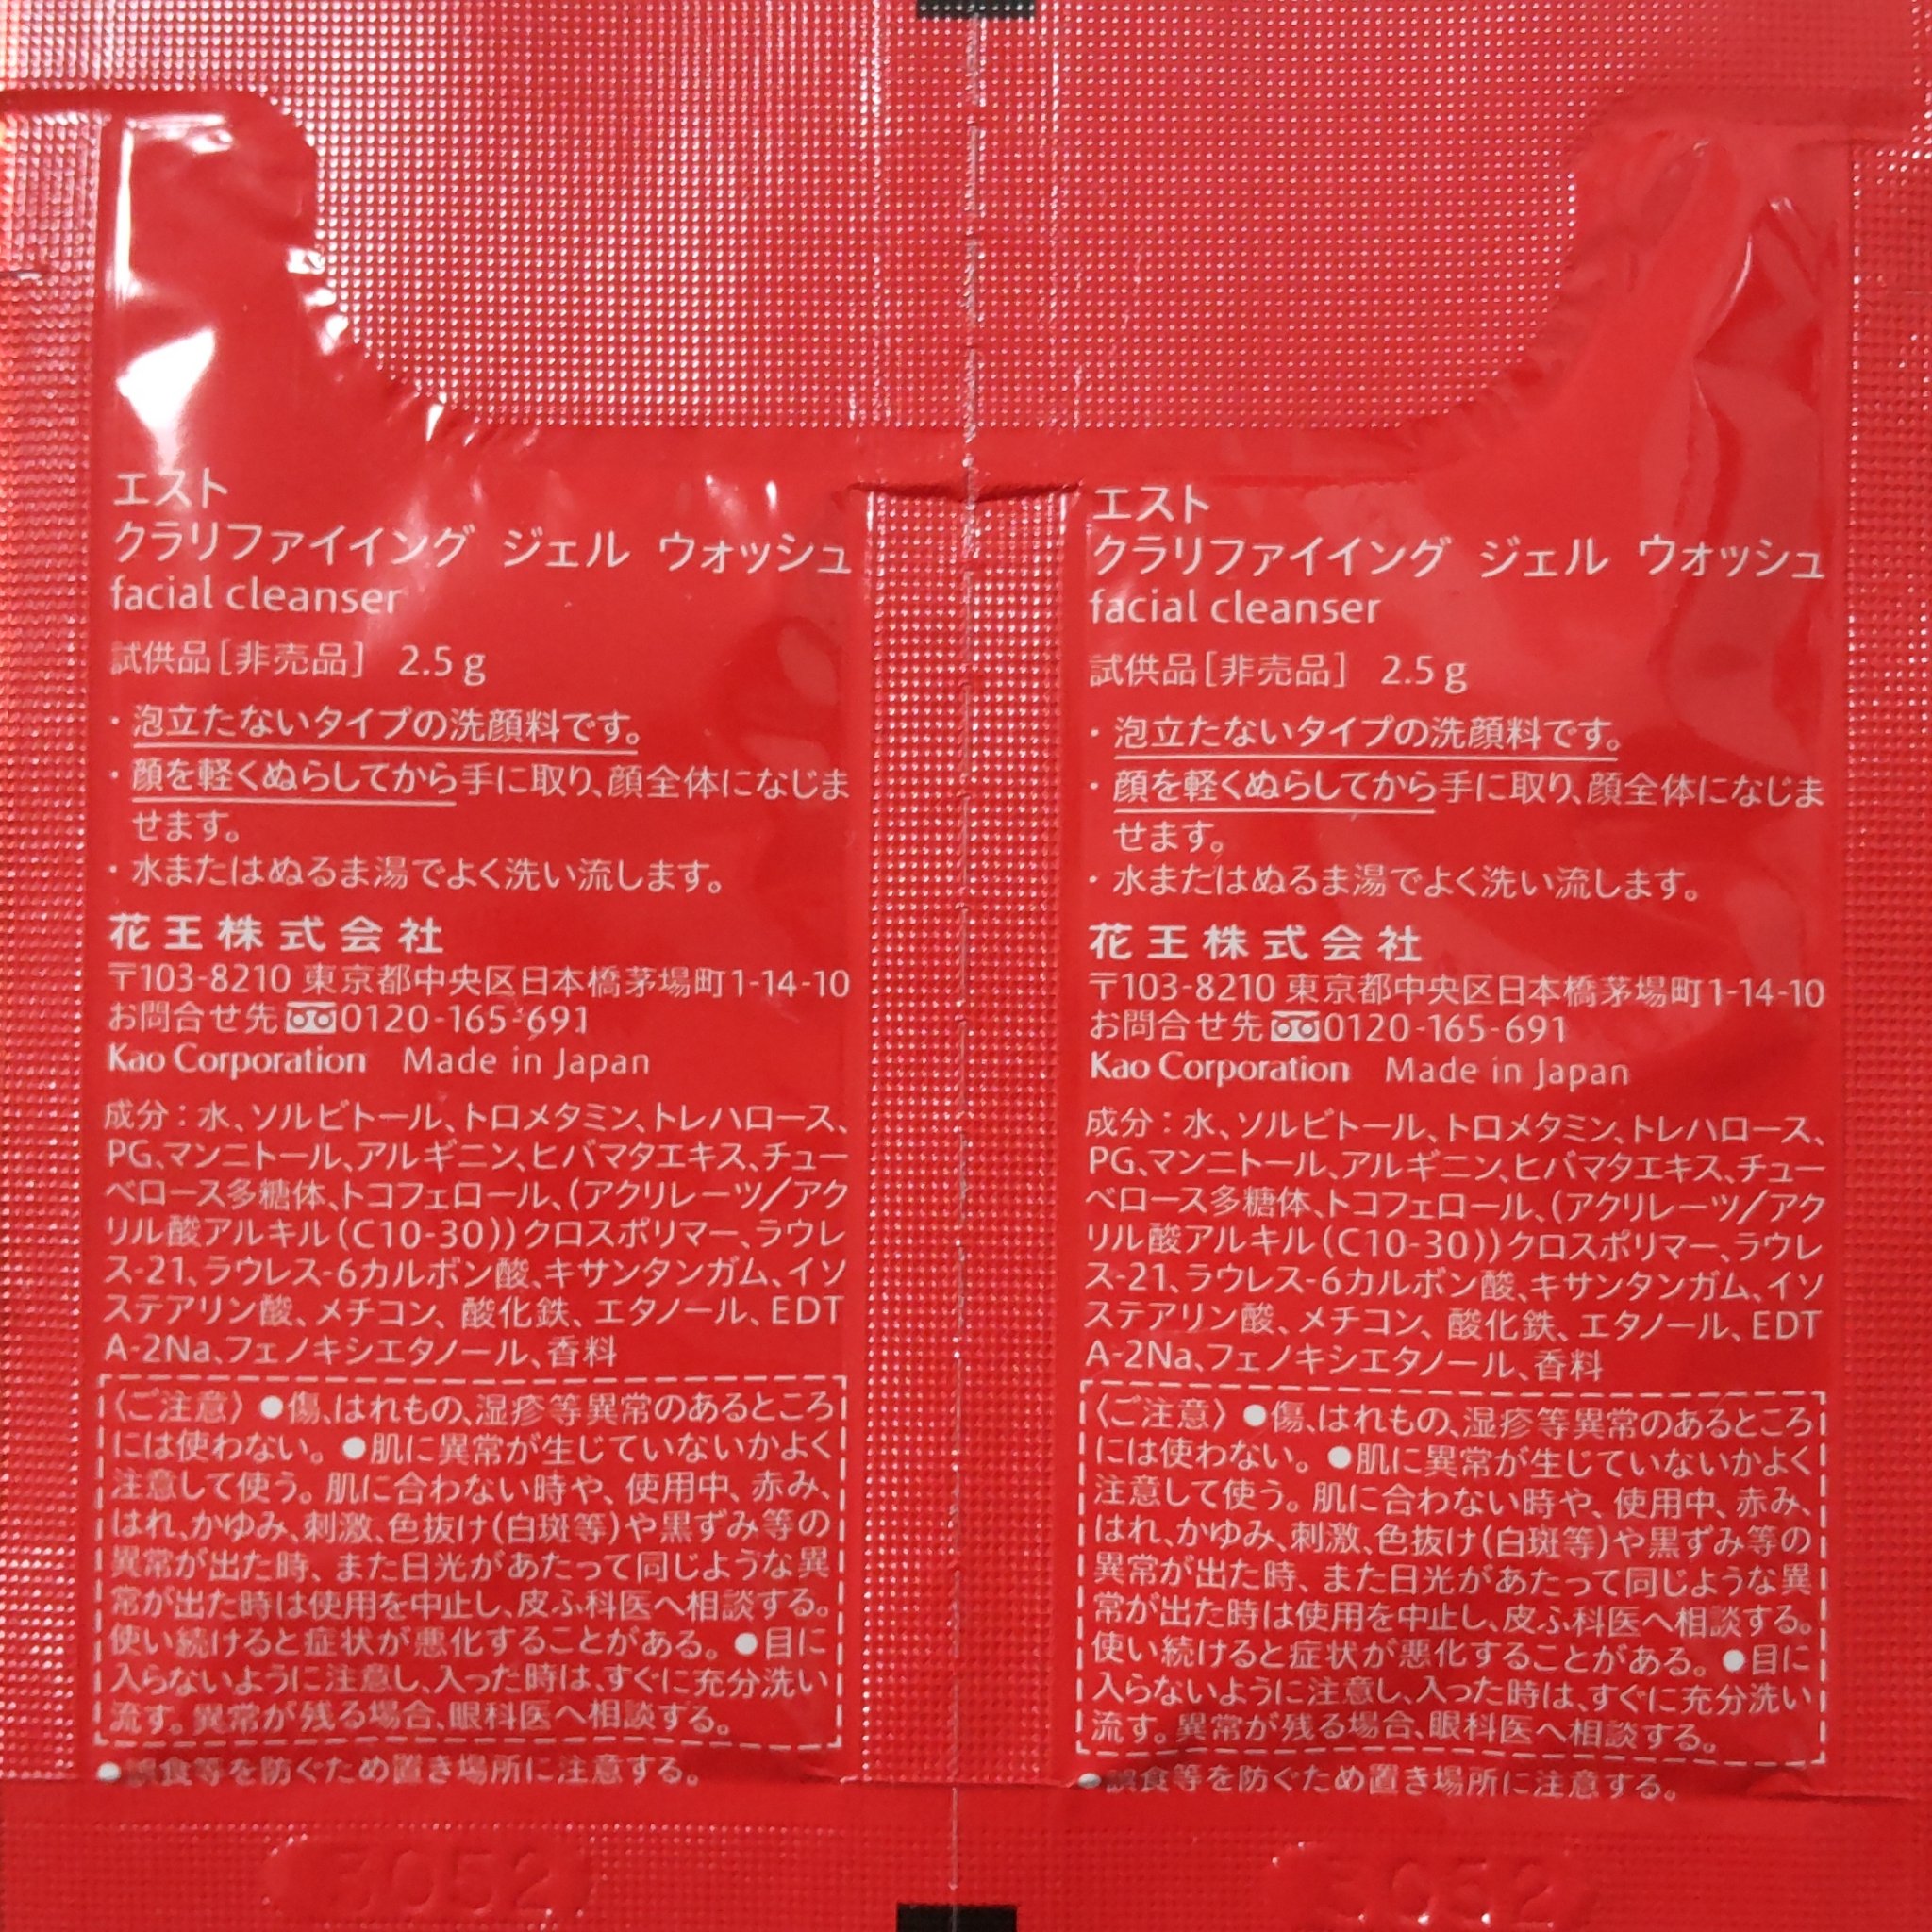 エスト
クラリファイイング ジェル ウォッシュ
facial cleanser
試供品[非売品] 2.5g
・泡立たないタイプの洗顔料です。
・顔を軽くぬらしてから手に取り、顔全体になじま
せます。
・水またはぬるま湯でよく洗い流します。
花王株式会社
〒103-8210 東京都中央区日本橋茅場町1-14-10
お問合せ先 0120-165-691
Kao Corporation Made in Japan
成分：水、ソルビトール、トロメタミン、トレハロース、
PG、マンニトール、アルギニン、ヒバマタエキス、チュー
ベロース多糖体、トコフェロール、(アクリレーツ／アク
リル酸アルキル(C10-30))クロスポリマー、ラウレ
ス-21、ラウレス-6カルボン酸、キサンタンガム、イソ
ステアリン酸、メチコン、酸化鉄、エタノール、EDT
A-2Na、フェノキシエタノール、香料
〈ご注意〉●傷、はれもの、湿疹等異常のあるところ
には使わない。●肌に異常が生じていないかよく
注意して使う。肌に合わない時や、使用中、赤み、
はれ、かゆみ、刺激、色抜け(白斑等)や黒ずみ等の
異常が出た時、また日光があたって同じような異
常が出た時は使用を中止し、皮ふ科医へ相談する。
使い続けると症状が悪化することがある。●目に
入らないように注意し、入った時は、すぐに充分洗い
流す。異常が残る場合、眼科医へ相談する。
●誤食等を防ぐため置き場所に注意する。
3052
エスト
クラリファイイング ジェル ウォッシュ
facial cleanser
試供品[非売品] 2.5g
・泡立たないタイプの洗顔料です。
・顔を軽くぬらしてから手に取り、顔全体になじま
せます。
・水またはぬるま湯でよく洗い流します。
花王株式会社
〒103-8210 東京都中央区日本橋茅場町1-14-10
お問合せ先 0120-165-691
Kao Corporation Made in Japan
成分：水、ソルビトール、トロメタミン、トレハロース、
PG、マンニトール、アルギニン、ヒバマタエキス、チュー
ベロース多糖体、トコフェロール、(アクリレーツ／アク
リル酸アルキル(C10-30))クロスポリマー、ラウレ
ス-21、ラウレス-6カルボン酸、キサンタンガム、イソ
ステアリン酸、メチコン、酸化鉄、エタノール、EDT
A-2Na、フェノキシエタノール、香料
〈ご注意〉●傷、はれもの、湿疹等異常のあるところ
には使わない。●肌に異常が生じていないかよく
注意して使う。肌に合わない時や、使用中、赤み、
はれ、かゆみ、刺激、色抜け(白斑等)や黒ずみ等の
異常が出た時、また日光があたって同じような異
常が出た時は使用を中止し、皮ふ科医へ相談する。
使い続けると症状が悪化することがある。●目に
入らないように注意し、入った時は、すぐに充分洗い
流す。異常が残る場合、眼科医へ相談する。
●誤食等を防ぐため置き場所に注意する。
3052